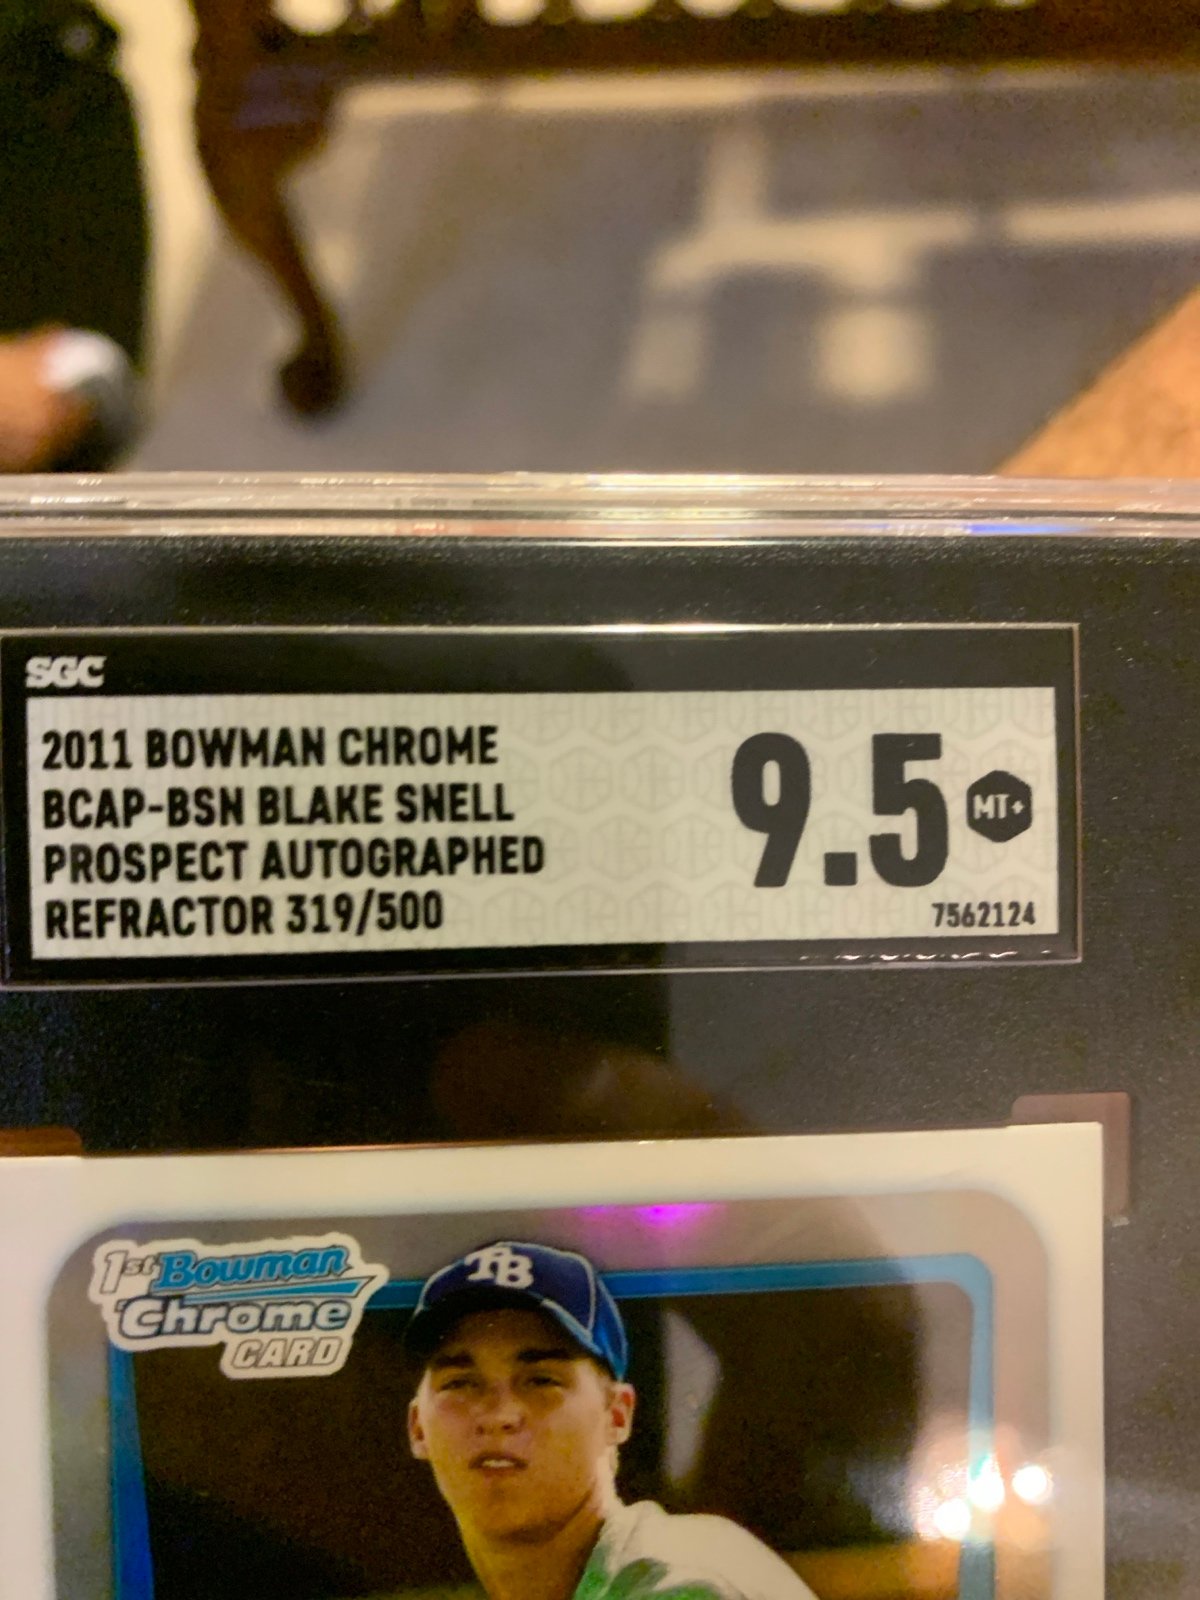 SGC
2011 BOWMAN CHROME
BCAP-BSN BLAKE SNELL
PROSPECT AUTOGRAPHED
REFRACTOR 319/500
9.5
MT+
7562124
1st Bowman
Chrome
CARD
TB